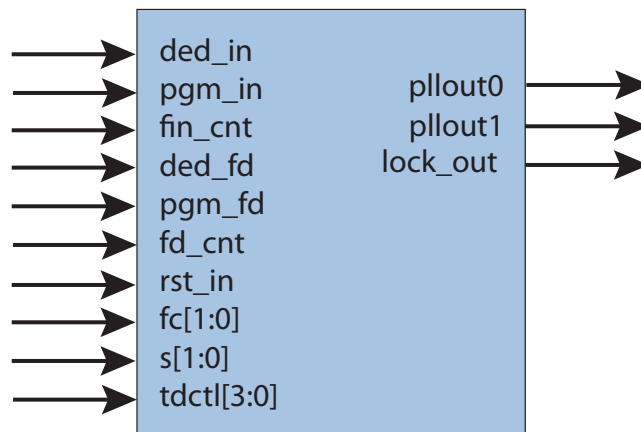 ded_in
pgm_in
fin_cnt
ded_fd
pgm_fd
fd_cnt
rst_in
fc[1:0]
s[1:0]
tdctl[3:0]
pllout0
pllout1
lock_out